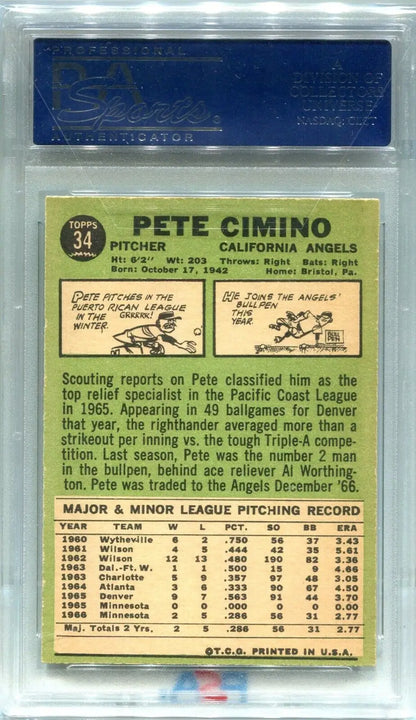 PROFESSIONAL
PSA
Sports
AUTHENTICATOR
A
DIVISION OF
COLLECTORS
UNIVERSE
NASDAQ: CLCT
TOPPS
34
PETE CIMINO
PITCHER CALIFORNIA ANGELS
Ht: 6'2" Wt: 203 Throws: Right Bats: Right
Born: October 17, 1942 Home: Bristol, Pa.
PETE PITCHES IN THE
PUERTO RICAN LEAGUE
IN THE GRRRRR!
WINTER.
HE JOINS THE ANGELS'
BULLPEN
THIS
YEAR.
BULL
PEN
Scouting reports on Pete classified him as the
top relief specialist in the Pacific Coast League
in 1965. Appearing in 49 ballgames for Denver
that year, the righthander averaged more than a
strikeout per inning vs. the tough Triple-A compe-
tition. Last season, Pete was the number 2 man
in the bullpen, behind ace reliever Al Worthing-
ton. Pete was traded to the Angels December '66.
MAJOR & MINOR LEAGUE PITCHING RECORD
YEAR TEAM W L PCT. SO BB ERA
1960 Wytheville 6 2 .750 56 37 3.43
1961 Wilson 4 5 .444 42 35 5.61
1962 Wilson 12 13 .480 190 82 3.36
1963 Dal.-Ft. W. 1 1 .500 15 9 4.66
1963 Charlotte 5 9 .357 97 48 3.05
1964 Atlanta 3 6 .333 90 67 4.50
1965 Denver 9 7 .563 91 44 3.70
1965 Minnesota 0 0 .000 0 0 0.00
1966 Minnesota 2 5 .286 56 31 2.77
Maj. Totals 2 Yrs. 2 5 .286 56 31 2.77
©T.C.G. PRINTED IN U.S.A.